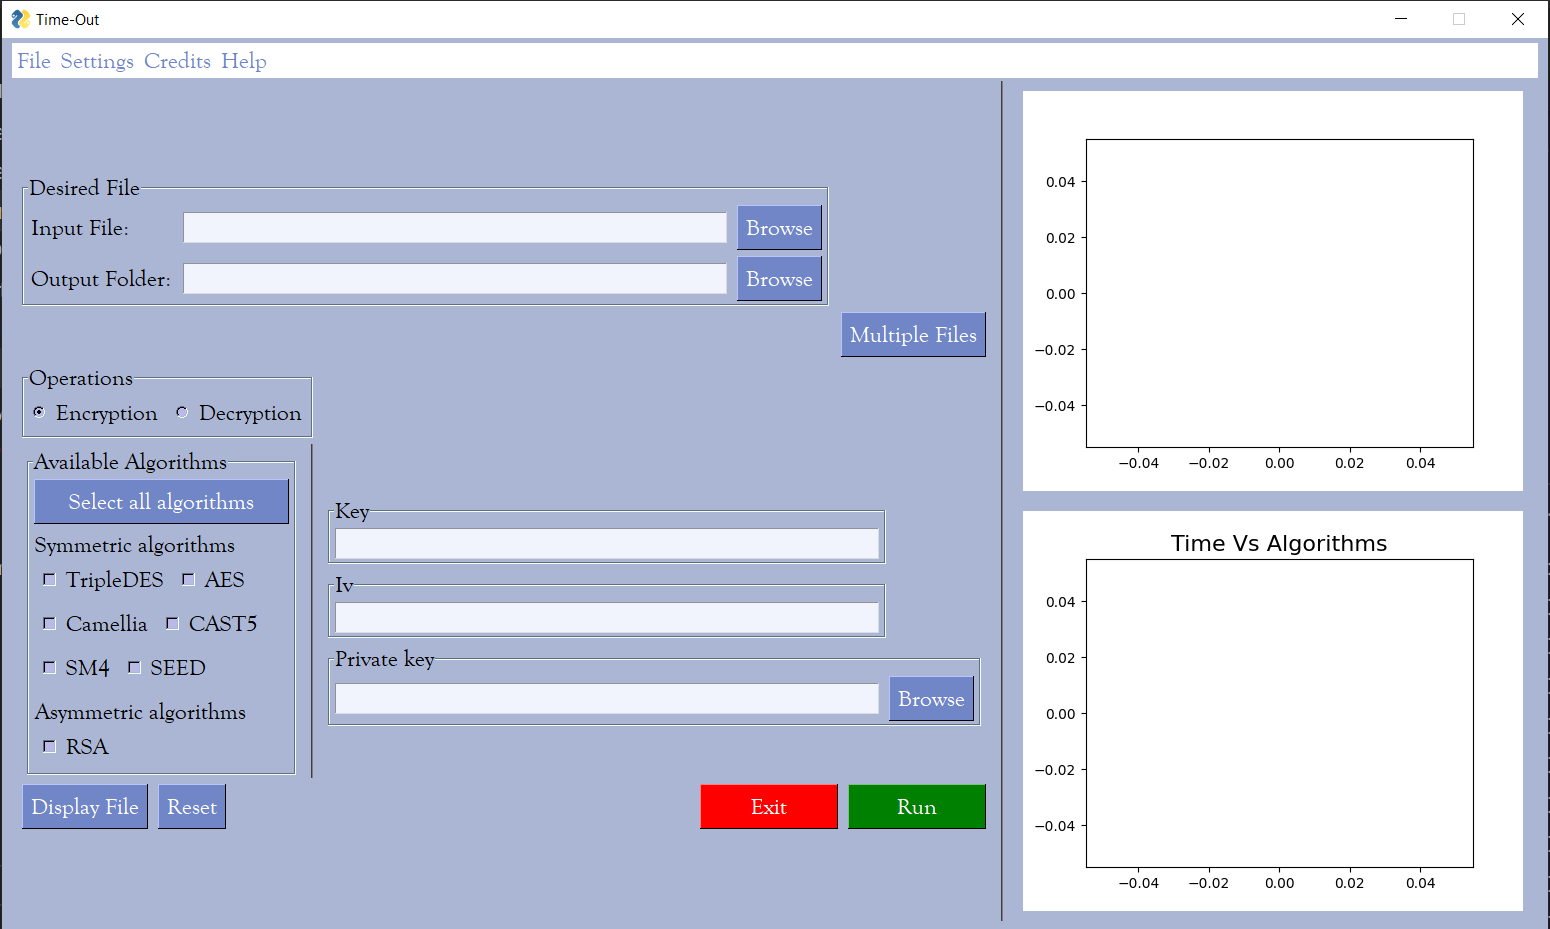 Time-Out
File Settings Credits Help
Desired File
Input File: Browse
Output Folder: Browse
Multiple Files
Operations
Encryption Decryption
Available Algorithms
Select all algorithms
Symmetric algorithms
TripleDES AES
Camellia CAST5
SM4 SEED
Asymmetric algorithms
RSA
Key
Iv
Private key
Browse
Display File Reset Exit Run
0.04
0.02
0.00
−0.02
−0.04
−0.04 −0.02 0.00 0.02 0.04
Time Vs Algorithms
0.04
0.02
0.00
−0.02
−0.04
−0.04 −0.02 0.00 0.02 0.04